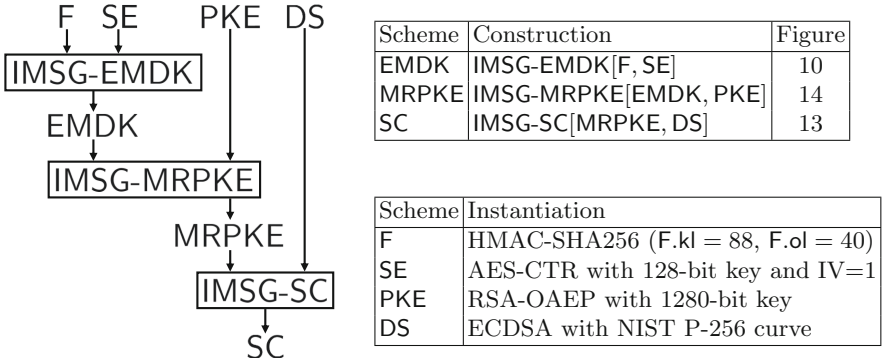 F SE PKE DS
IMSG-EMDK
EMDK
IMSG-MRPKE
MRPKE
IMSG-SC
SC
Scheme Construction Figure
EMDK IMSG-EMDK[F, SE] 10
MRPKE IMSG-MRPKE[EMDK, PKE] 14
SC IMSG-SC[MRPKE, DS] 13
Scheme Instantiation
F HMAC-SHA256 (F.kl = 88, F.ol = 40)
SE AES-CTR with 128-bit key and IV=1
PKE RSA-OAEP with 1280-bit key
DS ECDSA with NIST P-256 curve